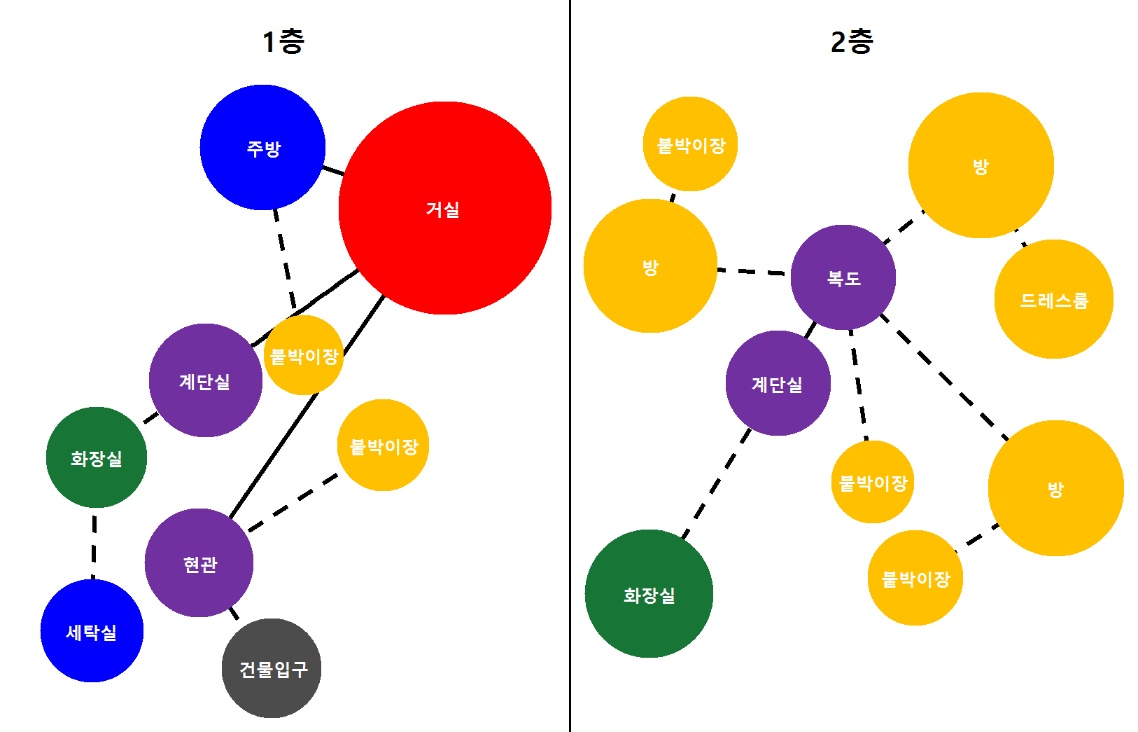 1층
주방
거실
붙박이장
계단실
붙박이장
화장실
현관
세탁실
건물입구
2층
붙박이장
방
방
복도
드레스룸
계단실
붙박이장
방
붙박이장
화장실